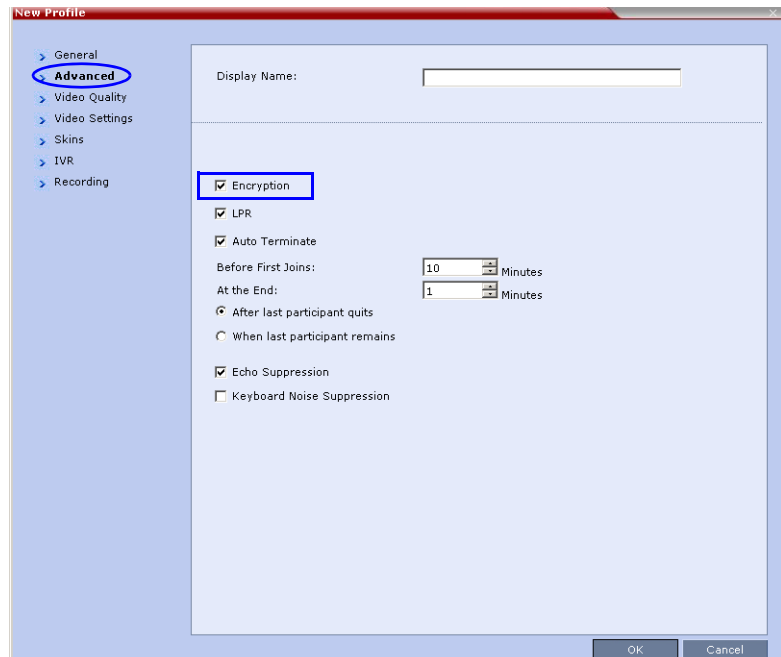 New Profile
General
Advanced
Video Quality
Video Settings
Skins
IVR
Recording
Display Name:
Encryption
LPR
Auto Terminate
Before First Joins: 10 Minutes
At the End: 1 Minutes
After last participant quits
When last participant remains
Echo Suppression
Keyboard Noise Suppression
OK Cancel